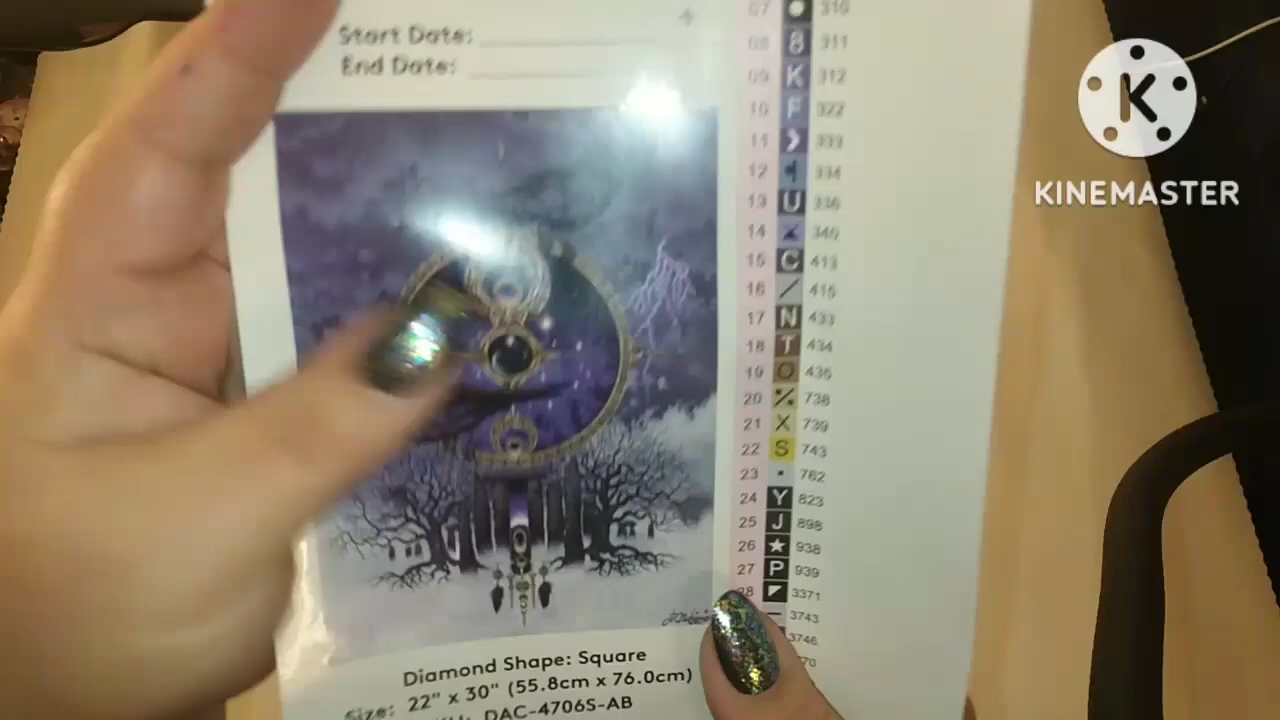 Start Date:
End Date:
07 310
08 8 311
09 K 312
10 F 322
11 333
12 334
13 U 336
14 340
15 C 413
16 / 415
17 N 433
18 T 434
19 O 435
20 738
21 X 739
22 S 743
23 762
24 Y 823
25 J 898
26 ★ 938
27 P 939
28 3371
3743
3746
70
Diamond Shape: Square
Size: 22" x 30" (55.8cm x 76.0cm)
DAC-4706S-AB
K
KINEMASTER